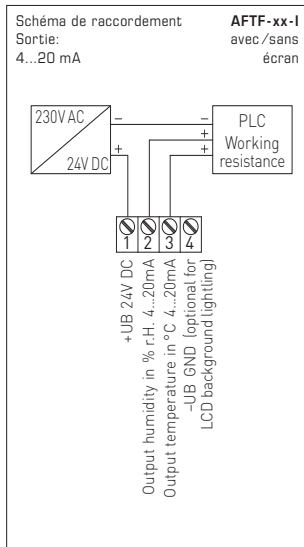 Schéma de raccordement
Sortie:
4...20 mA
AFTF-xx-I
avec/sans
écran
230V AC
24V DC
–
+
–
+
+
PLC
Working
resistance
1 2 3 4
+UB 24V DC
Output humidity in % r.H. 4...20mA
Output temperature in °C 4...20mA
–UB GND (optional for
LCD background lightling)